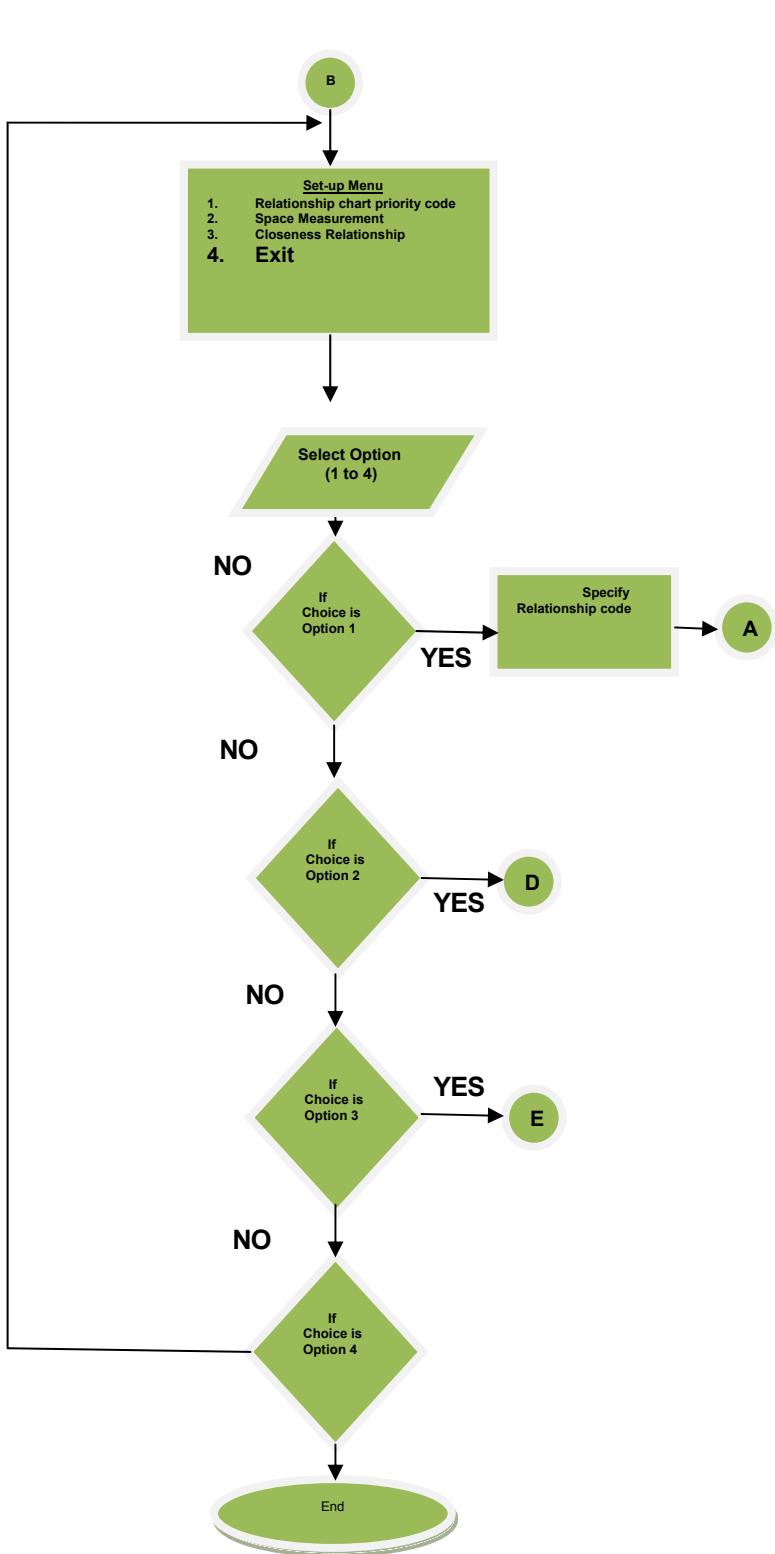 B
Set-up Menu
1. Relationship chart priority code
2. Space Measurement
3. Closeness Relationship
4. Exit
Select Option
(1 to 4)
NO
If
Choice is
Option 1
YES
Specify
Relationship code
A
NO
If
Choice is
Option 2
YES
D
NO
If
Choice is
Option 3
YES
E
NO
If
Choice is
Option 4
End